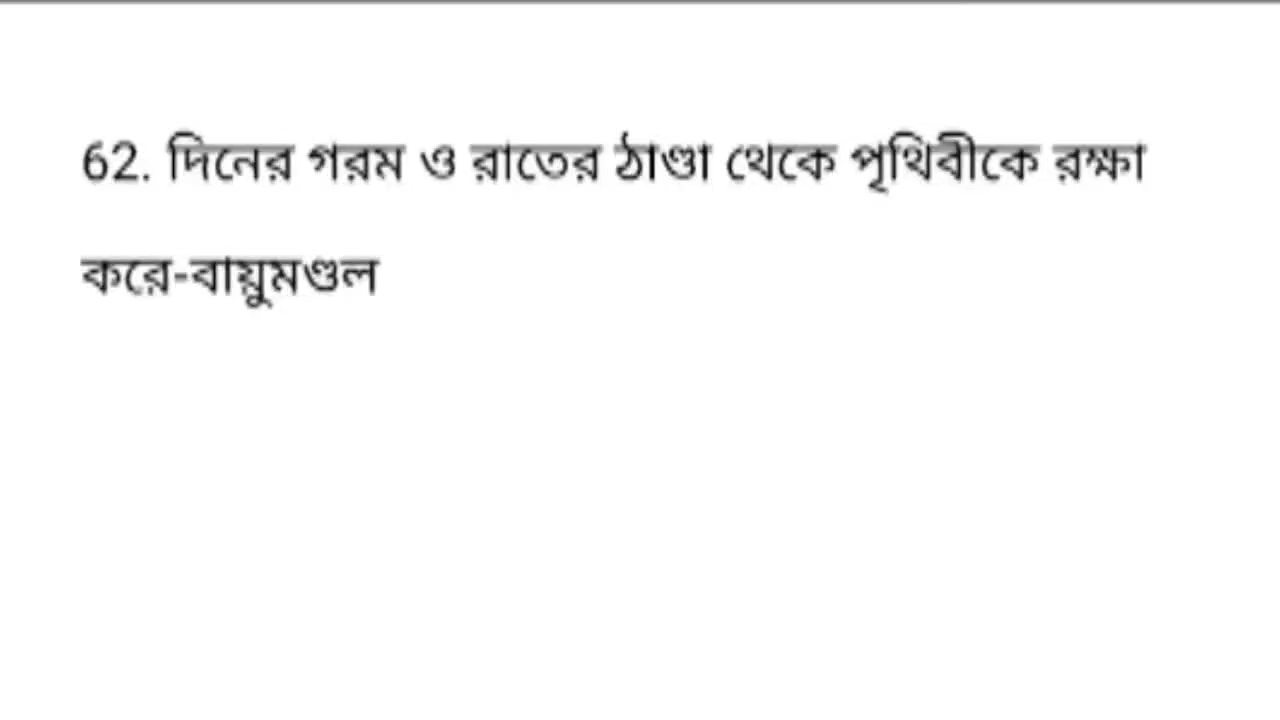 62. দিনের গরম ও রাতের ঠাণ্ডা থেকে পৃথিবীকে রক্ষা
করে-বায়ুমণ্ডল